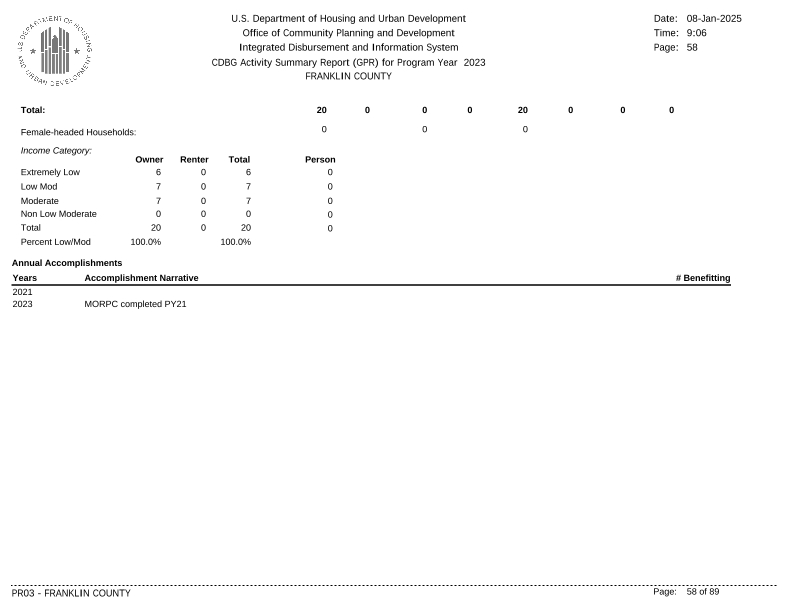 U.S. DEPARTMENT OF HOUSING AND URBAN DEVELOPMENT
U.S. Department of Housing and Urban Development
Office of Community Planning and Development
Integrated Disbursement and Information System
CDBG Activity Summary Report (GPR) for Program Year 2023
FRANKLIN COUNTY
Date: 08-Jan-2025
Time: 9:06
Page: 58
Total: 20 0 0 0 20 0 0 0
Female-headed Households: 0 0 0
Income Category:
Owner Renter Total Person
Extremely Low 6 0 6 0
Low Mod 7 0 7 0
Moderate 7 0 7 0
Non Low Moderate 0 0 0 0
Total 20 0 20 0
Percent Low/Mod 100.0% 100.0%
Annual Accomplishments
Years Accomplishment Narrative # Benefitting
2021
2023 MORPC completed PY21
PR03 - FRANKLIN COUNTY Page: 58 of 89